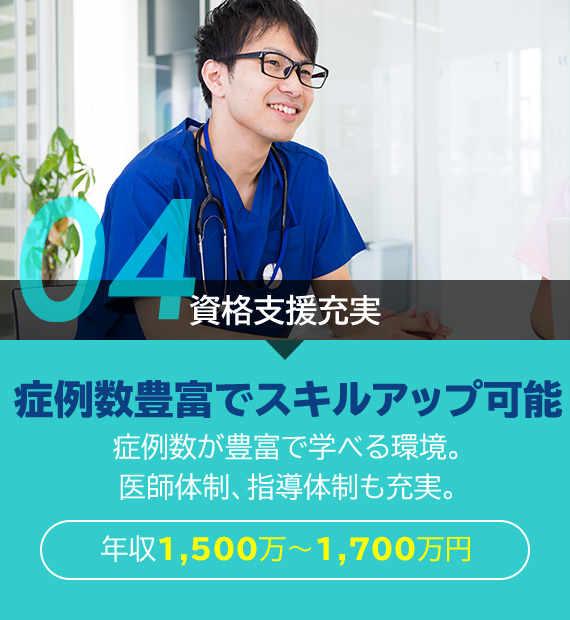 04
資格支援充実
症例数豊富でスキルアップ可能
症例数が豊富で学べる環境。
医師体制、指導体制も充実。
年収1,500万～1,700万円